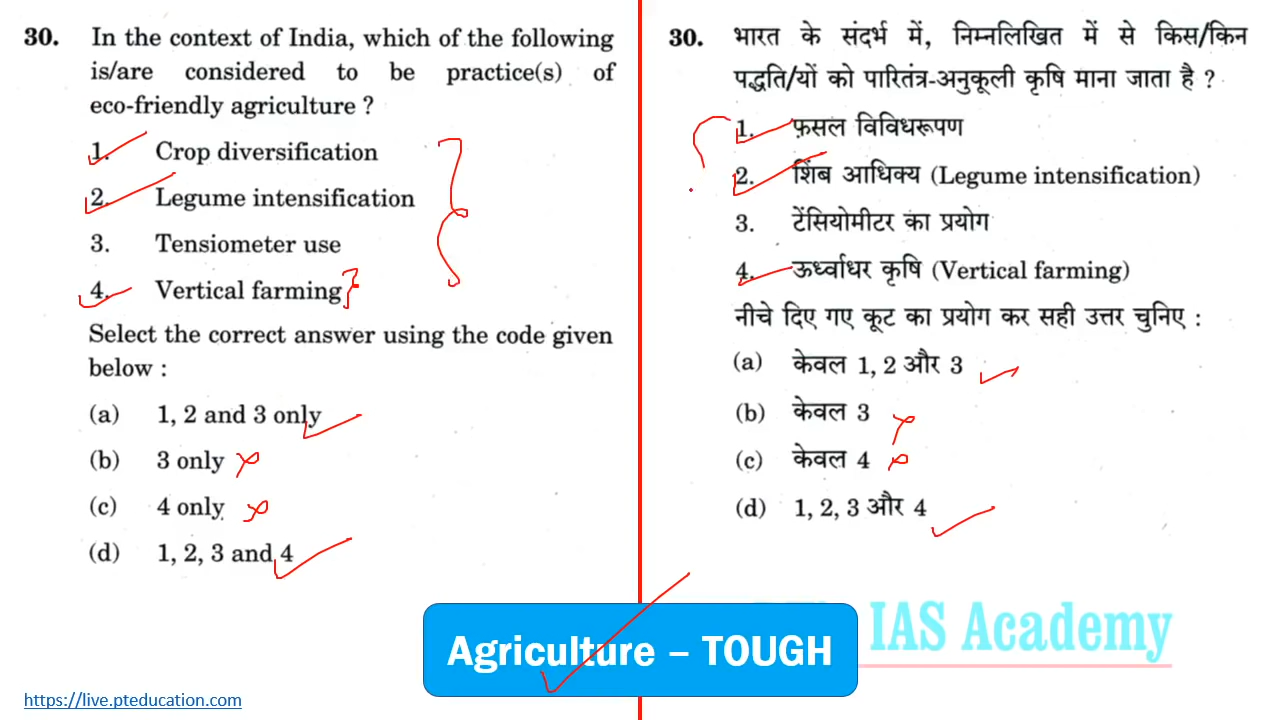 30. In the context of India, which of the following
is/are considered to be practice(s) of
eco-friendly agriculture ?
1. Crop diversification
2. Legume intensification
3. Tensiometer use
4. Vertical farming
Select the correct answer using the code given
below :
(a) 1, 2 and 3 only
(b) 3 only
(c) 4 only
(d) 1, 2, 3 and 4
30. भारत के संदर्भ में, निम्नलिखित में से किस/किन
पद्धति/यों को पारितंत्र-अनुकूली कृषि माना जाता है ?
1. फ़सल विविधरूपण
2. शिंब आधिक्य (Legume intensification)
3. टेंसियोमीटर का प्रयोग
4. ऊर्ध्वाधर कृषि (Vertical farming)
नीचे दिए गए कूट का प्रयोग कर सही उत्तर चुनिए :
(a) केवल 1, 2 और 3
(b) केवल 3
(c) केवल 4
(d) 1, 2, 3 और 4
IAS Academy
Agriculture – TOUGH
https://live.pteducation.com